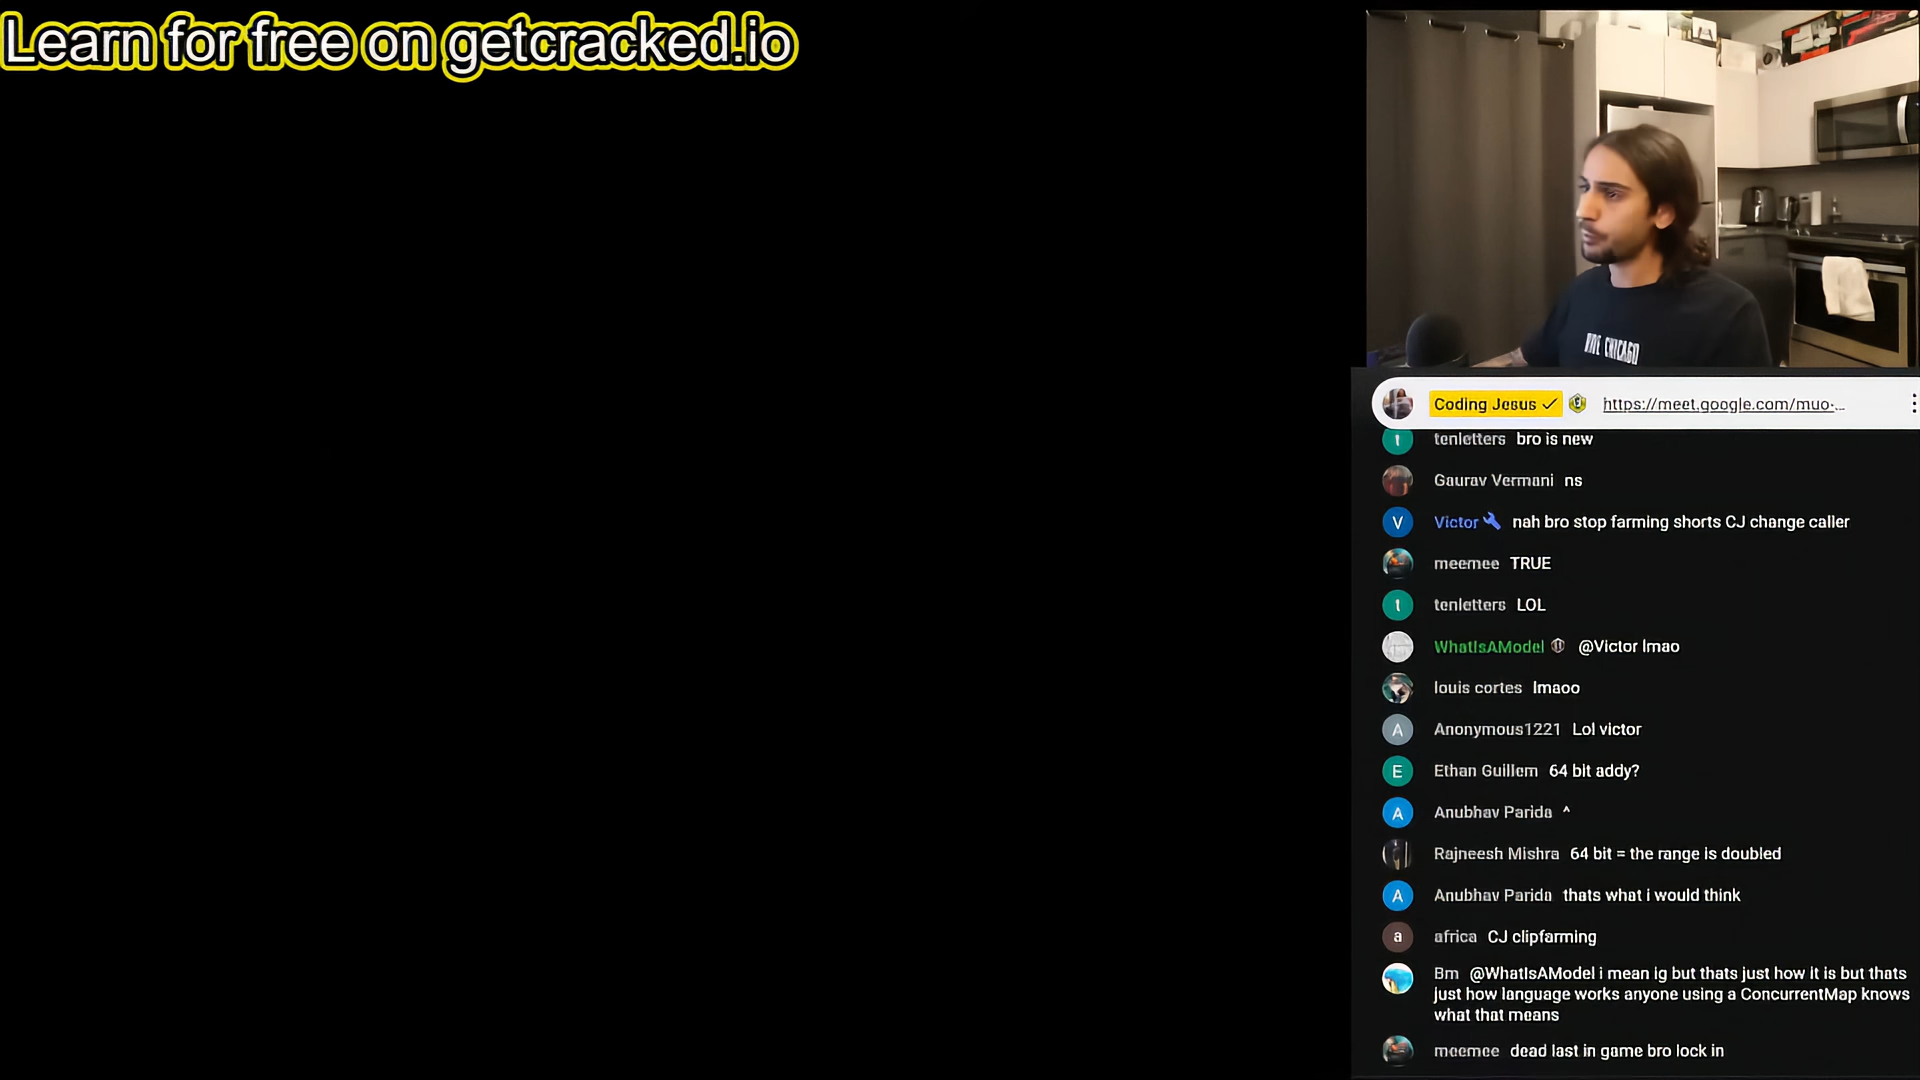 Learn for free on getcracked.io
Coding Jesus https://meet.google.com/muo-...
t tenletters bro is new
Gaurav Vermani ns
V Victor nah bro stop farming shorts CJ change caller
meemee TRUE
t tenletters LOL
WhatIsAModel @Victor lmao
louis cortes lmaoo
A Anonymous1221 Lol victor
E Ethan Guillem 64 bit addy?
A Anubhav Parida ^
Rajneesh Mishra 64 bit = the range is doubled
A Anubhav Parida thats what i would think
a africa CJ clipfarming
Bm @WhatIsAModel i mean ig but thats just how it is but thats
just how language works anyone using a ConcurrentMap knows
what that means
meemee dead last in game bro lock in